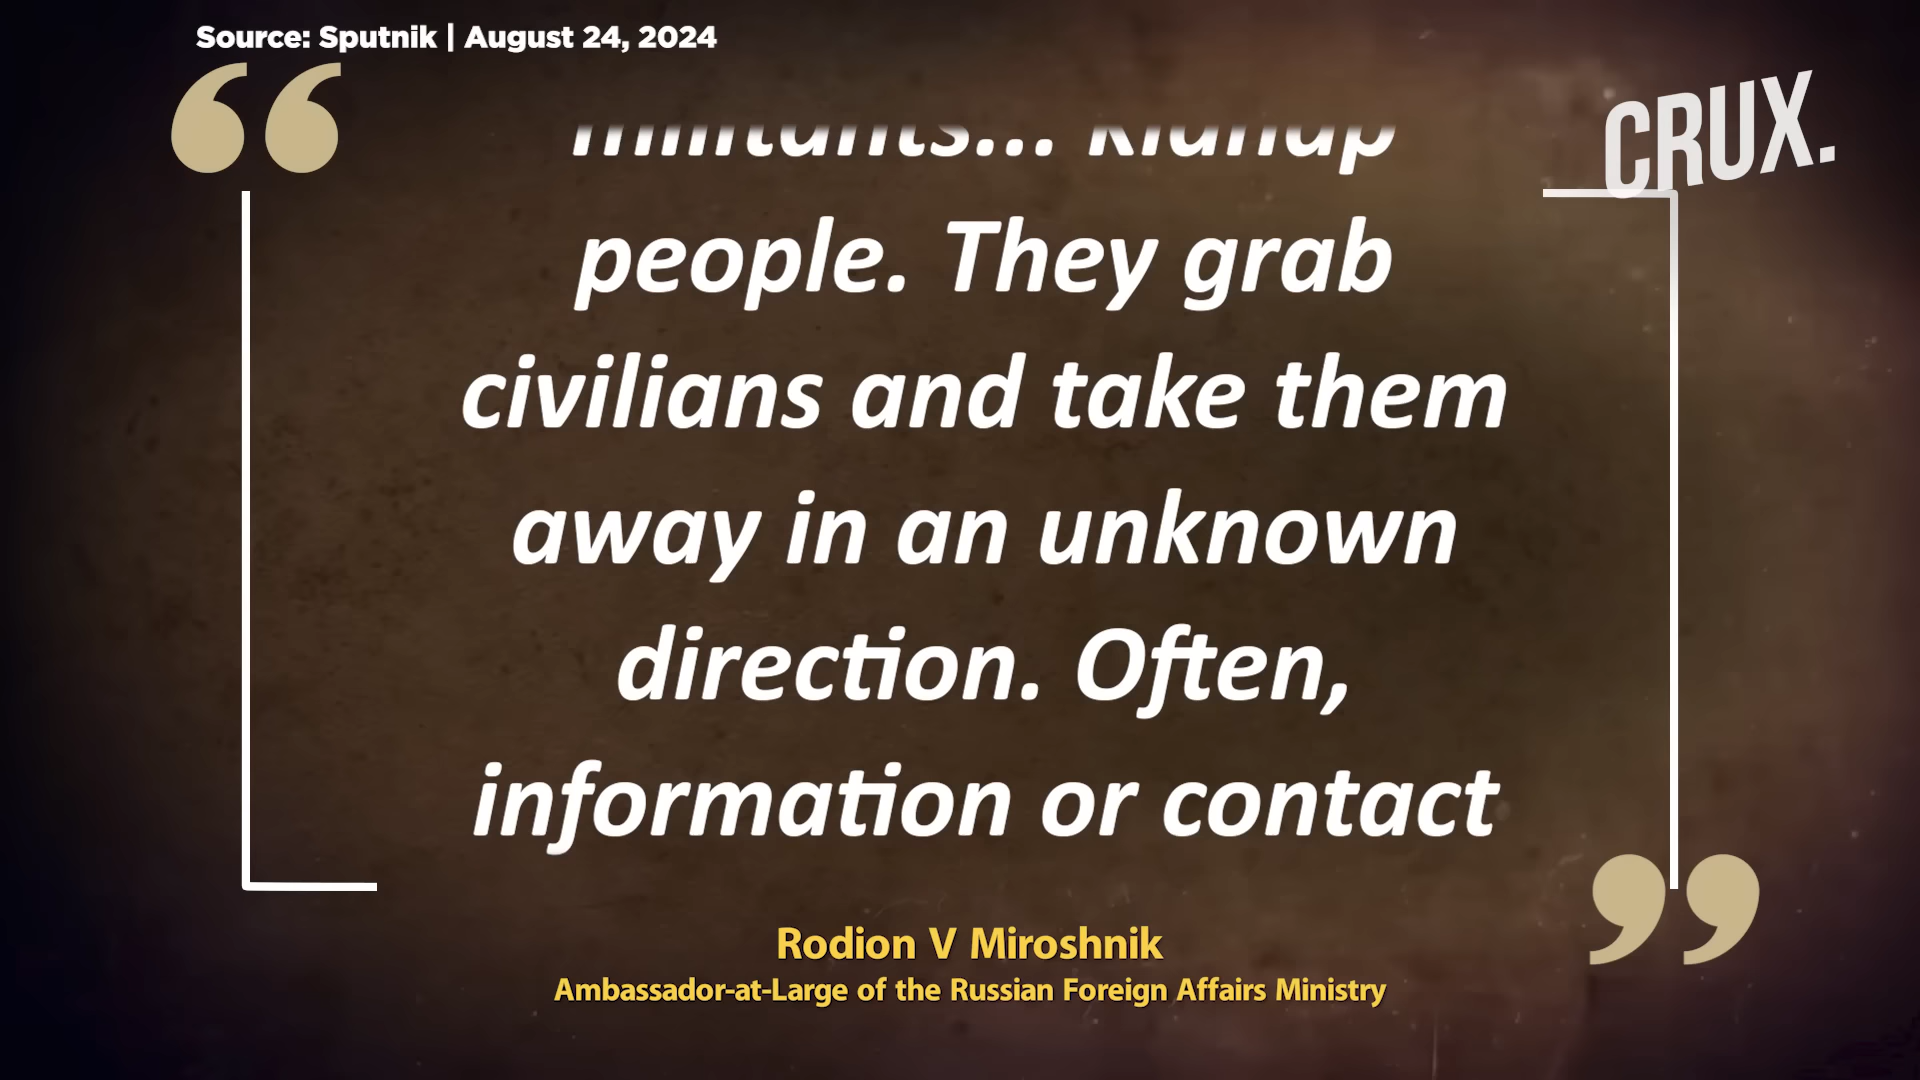 Source: Sputnik | August 24, 2024
CRUX.
militants... kidnap
people. They grab
civilians and take them
away in an unknown
direction. Often,
information or contact
Rodion V Miroshnik
Ambassador-at-Large of the Russian Foreign Affairs Ministry